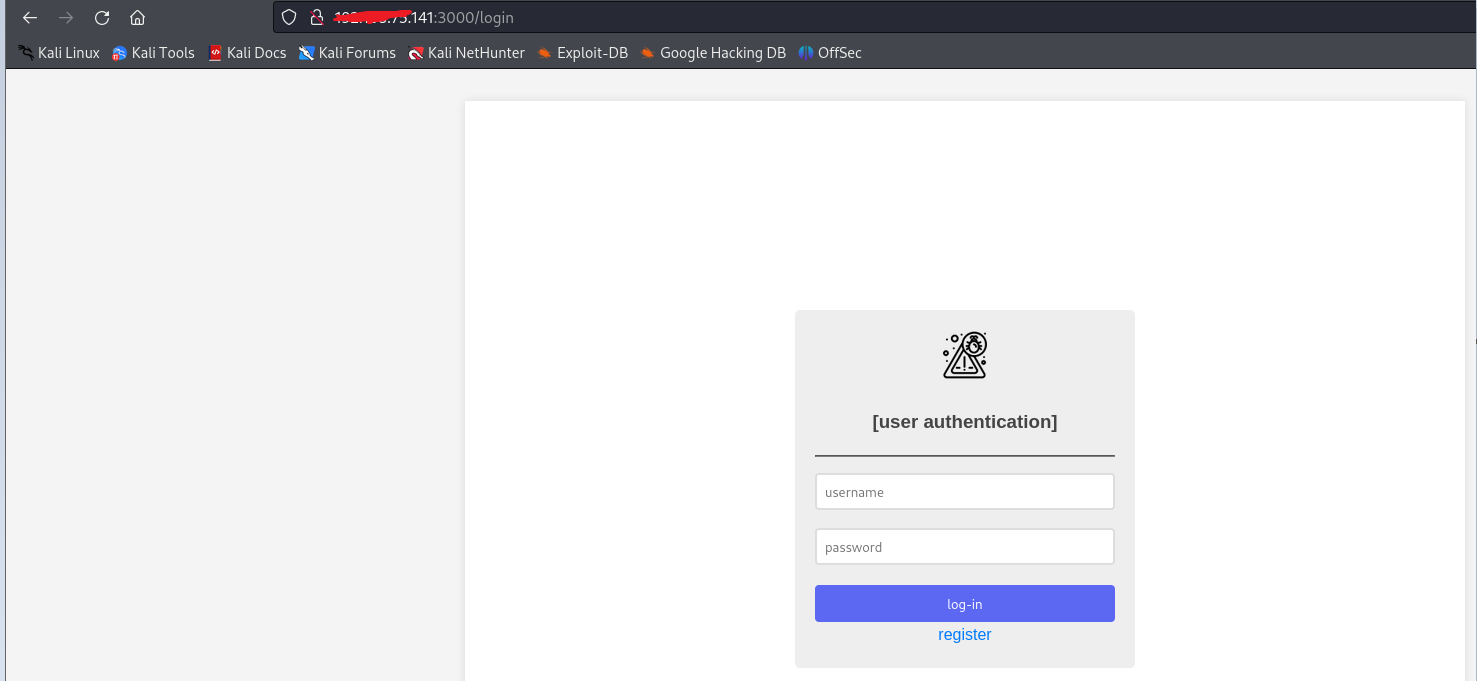 .141:3000/login
Kali Linux Kali Tools Kali Docs Kali Forums Kali NetHunter Exploit-DB Google Hacking DB OffSec
[user authentication]
username
password
log-in
register